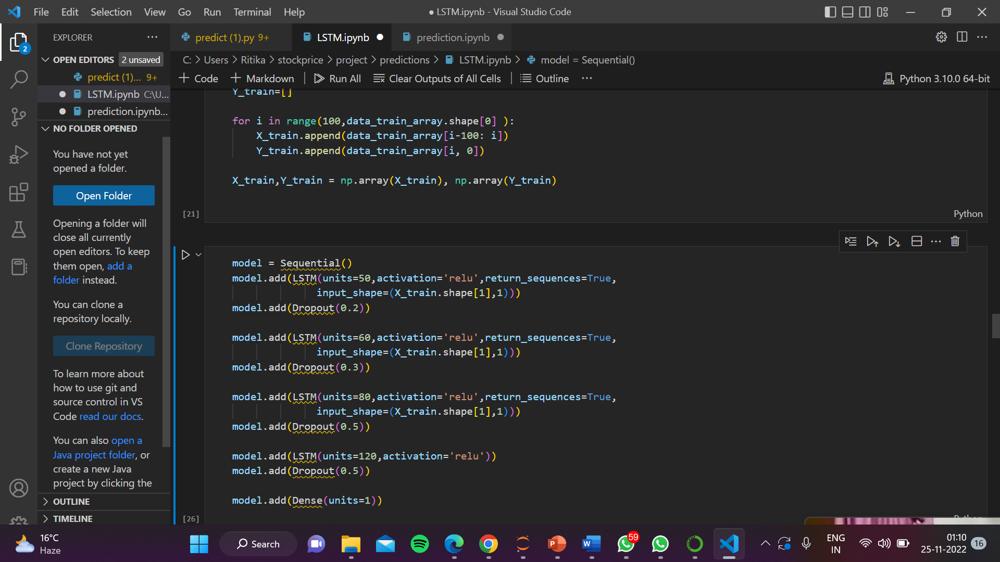 File Edit Selection View Go Run Terminal Help
● LSTM.ipynb - Visual Studio Code
EXPLORER
predict (1).py 9+
LSTM.ipynb
prediction.ipynb
OPEN EDITORS 2 unsaved
predict (1)... 9+
LSTM.ipynb C:\U...
prediction.ipynb...
NO FOLDER OPENED
You have not yet
opened a folder.
Open Folder
Opening a folder will
close all currently
open editors. To keep
them open, add a
folder instead.
You can clone a
repository locally.
Clone Repository
To learn more about
how to use git and
source control in VS
Code read our docs.
You can also open a
Java project folder, or
create a new Java
project by clicking the
OUTLINE
TIMELINE
2
C: > Users > Ritika > stockprice > project > predictions > LSTM.ipynb > model = Sequential()
+ Code + Markdown Run All Clear Outputs of All Cells Outline ...
Python 3.10.0 64-bit
Y_train=[]
for i in range(100,data_train_array.shape[0] ):
X_train.append(data_train_array[i-100: i])
Y_train.append(data_train_array[i, 0])
X_train,Y_train = np.array(X_train), np.array(Y_train)
[21]
Python
model = Sequential()
model.add(LSTM(units=50,activation='relu',return_sequences=True,
input_shape=(X_train.shape[1],1)))
model.add(Dropout(0.2))
model.add(LSTM(units=60,activation='relu',return_sequences=True,
input_shape=(X_train.shape[1],1)))
model.add(Dropout(0.3))
model.add(LSTM(units=80,activation='relu',return_sequences=True,
input_shape=(X_train.shape[1],1)))
model.add(Dropout(0.5))
model.add(LSTM(units=120,activation='relu'))
model.add(Dropout(0.5))
model.add(Dense(units=1))
[26]
Python
16°C
Haze
Search
59
ENG
IN
01:10
25-11-2022
16